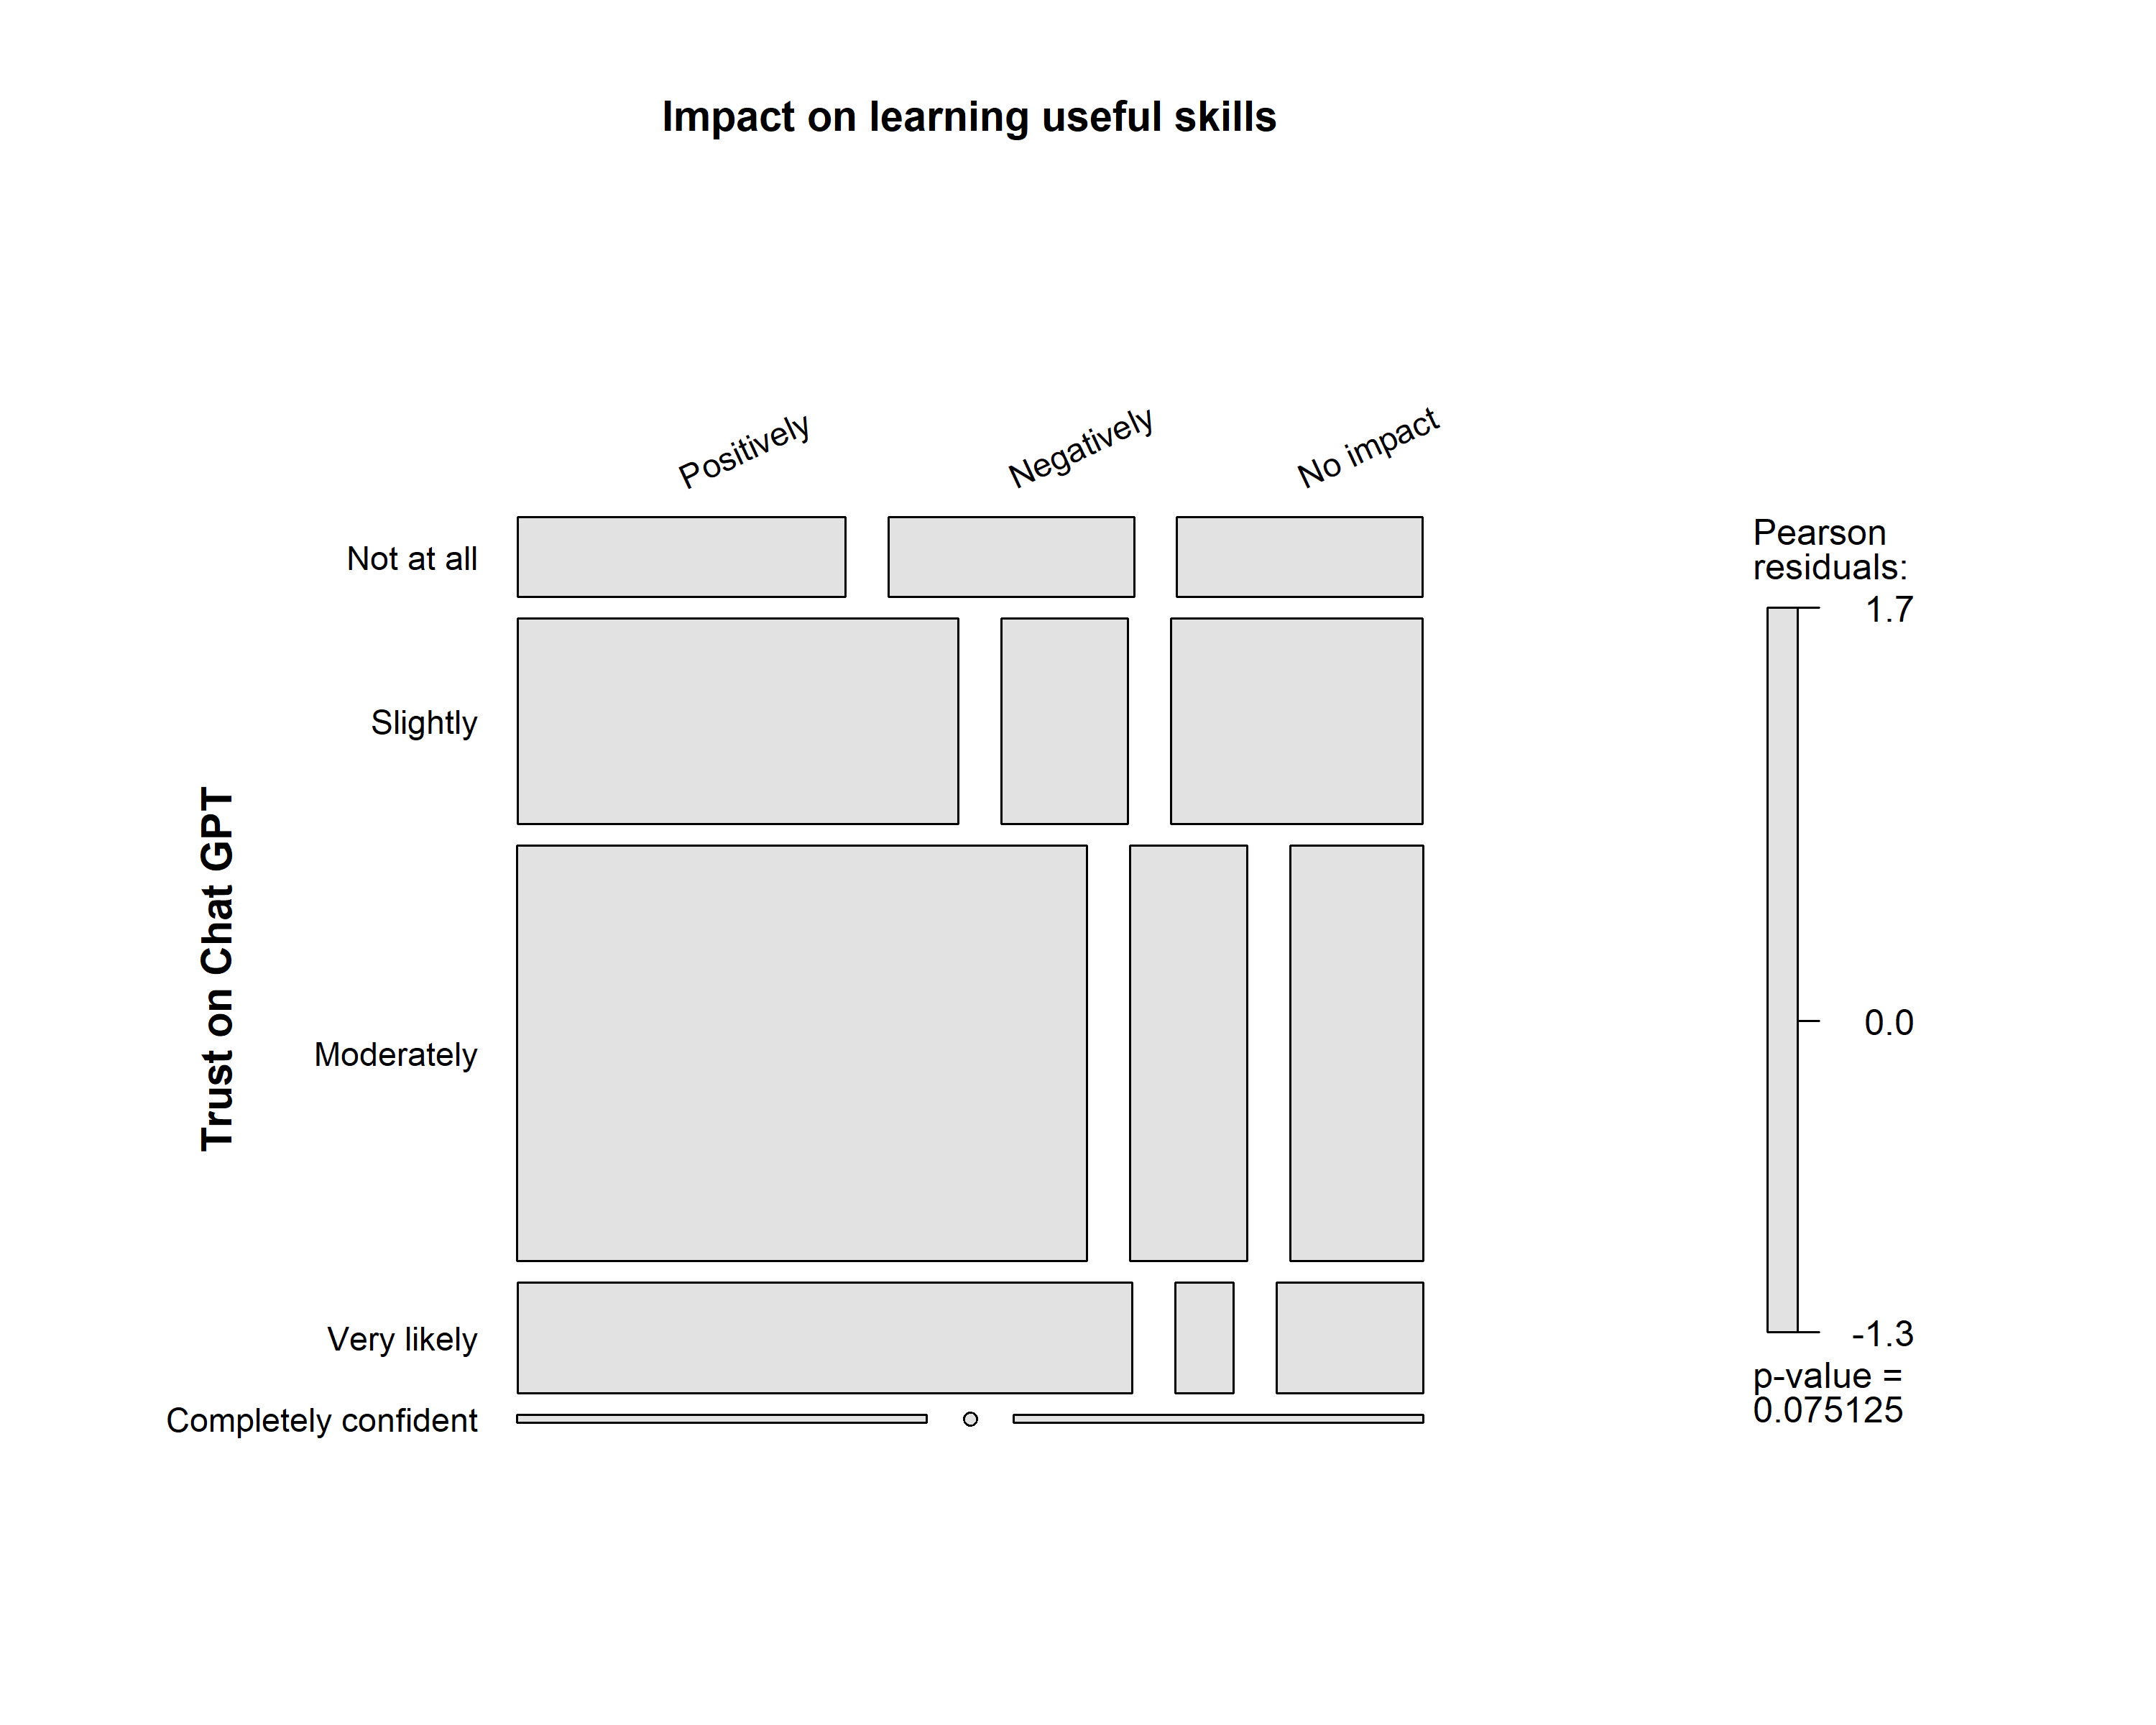 Impact on learning useful skills
Positively
Negatively
No impact
Trust on Chat GPT
Not at all
Slightly
Moderately
Very likely
Completely confident
Pearson
residuals:
1.7
0.0
-1.3
p-value =
0.075125